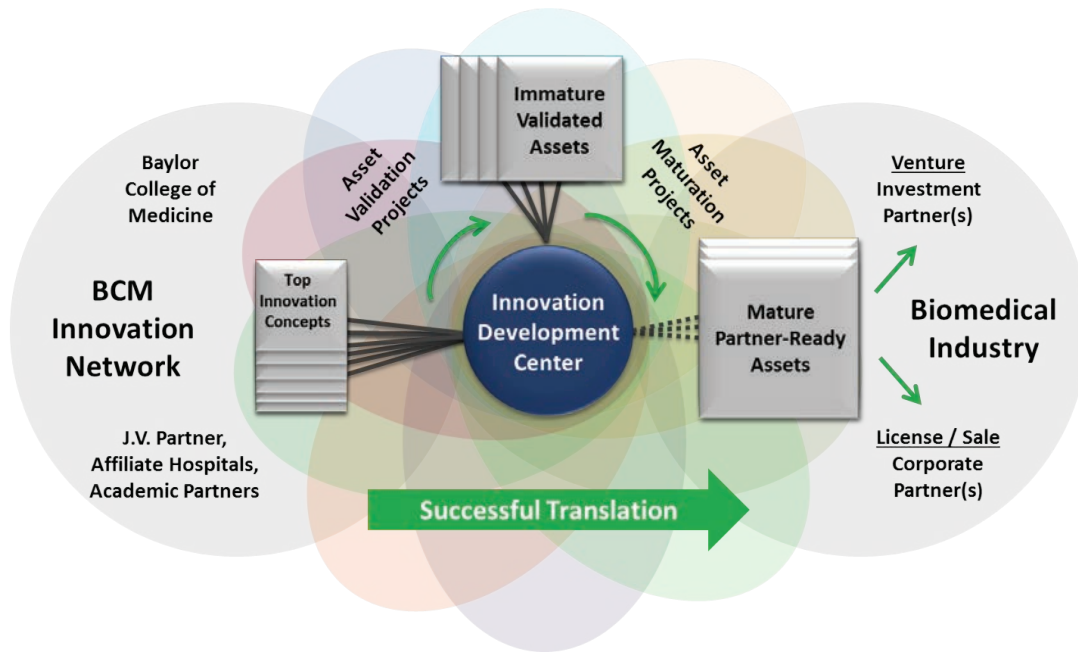 Baylor
College of
Medicine
BCM
Innovation
Network
J.V. Partner,
Affiliate Hospitals,
Academic Partners
Top
Innovation
Concepts
Asset
Validation
Projects
Immature
Validated
Assets
Asset
Maturation
Projects
Innovation
Development
Center
Mature
Partner-Ready
Assets
Venture
Investment
Partner(s)
Biomedical
Industry
License / Sale
Corporate
Partner(s)
Successful Translation